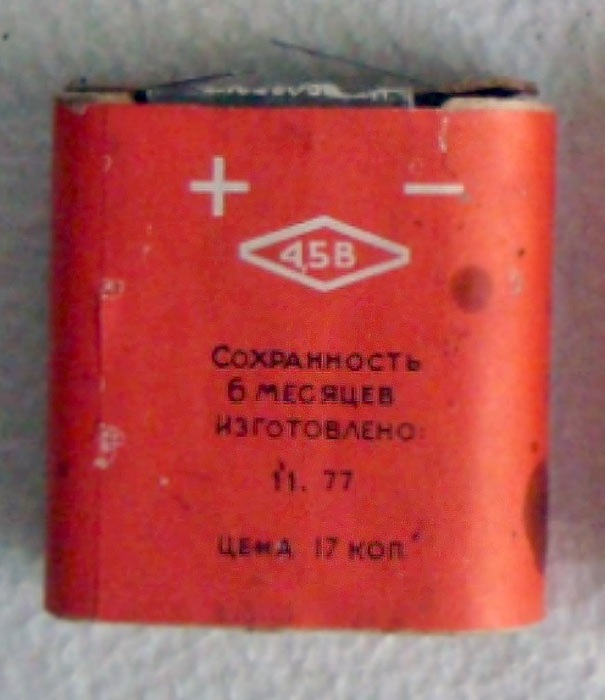 + −
4,5В
СОХРАННОСТЬ
6 МЕСЯЦЕВ
ИЗГОТОВЛЕНО:
11. 77
ЦЕНА 17 КОП.